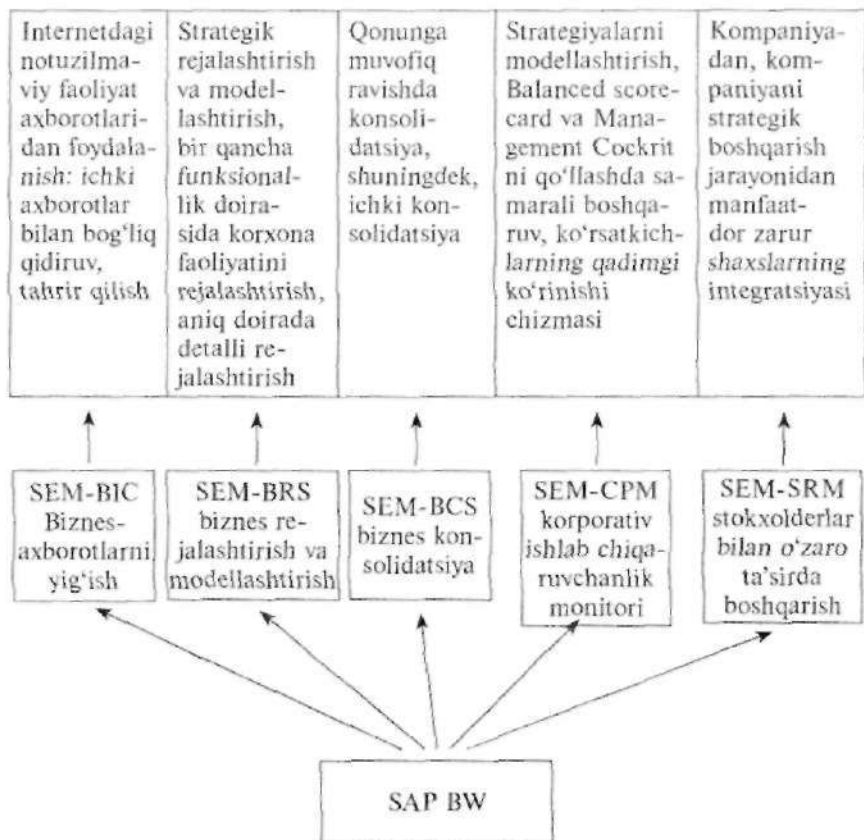 Internetdagi
notuzilma-
viy faoliyat
axborotlari-
dan foydala-
nish: ichki
axborotlar
bilan bog‘liq
qidiruv,
tahrir qilish
Strategik
rejalashtirish
va model-
lashtirish,
bir qancha
funksional-
lik doira-
sida korxona
faoliyatini
rejalashtirish,
aniq doirada
detalli re-
jalashtirish
Qonunga
muvofiq
ravishda
konsoli-
datsiya,
shuningdek,
ichki kon-
solidatsiya
Strategiyalarni
modellashtirish,
Balanced score-
card va Mana-
gement Cockrit
ni qo‘llashda sa-
marali boshqa-
ruv, ko‘rsatkich-
larning qadimgi
ko‘rinishi
chizmasi
Kompaniya-
dan, kom-
paniyani
strategik
boshqarish
jarayonidan
manfaat-
dor zarur
shaxslarning
integratsiyasi
SEM-BIC
Biznes-
axborotlarni
yig‘ish
SEM-BRS
biznes re-
jalashtirish va
modellashtirish
SEM-BCS
biznes kon-
solidatsiya
SEM-CPM
korporativ
ishlab chiqa-
ruvchanlik
monitori
SEM-SRM
stokxolderlar
bilan o‘zaro
ta’sirda
boshqarish
SAP BW